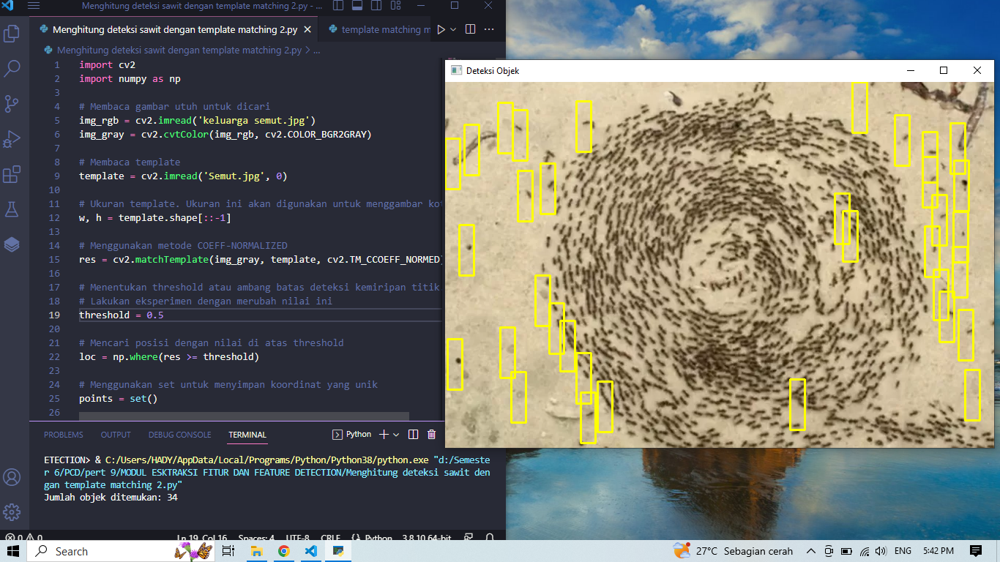 Menghitung deteksi sawit dengan template matching 2.py - ...
Menghitung deteksi sawit dengan template matching 2.py
template matching m
Menghitung deteksi sawit dengan template matching 2.py > ...
1 import cv2
2 import numpy as np
3
4 # Membaca gambar utuh untuk dicari
5 img_rgb = cv2.imread('keluarga semut.jpg')
6 img_gray = cv2.cvtColor(img_rgb, cv2.COLOR_BGR2GRAY)
7
8 # Membaca template
9 template = cv2.imread('Semut.jpg', 0)
10
11 # Ukuran template. Ukuran ini akan digunakan untuk menggambar kot
12 w, h = template.shape[::-1]
13
14 # Menggunakan metode COEFF-NORMALIZED
15 res = cv2.matchTemplate(img_gray, template, cv2.TM_CCOEFF_NORMED)
16
17 # Menentukan threshold atau ambang batas deteksi kemiripan titik
18 # Lakukan eksperimen dengan merubah nilai ini
19 threshold = 0.5
20
21 # Mencari posisi dengan nilai di atas threshold
22 loc = np.where(res >= threshold)
23
24 # Menggunakan set untuk menyimpan koordinat yang unik
25 points = set()
26
PROBLEMS OUTPUT DEBUG CONSOLE TERMINAL Python
ETECTION> & C:/Users/HADY/AppData/Local/Programs/Python/Python38/python.exe "d:/Semeste
r 6/PCD/pert 9/MODUL ESKTRAKSI FITUR DAN FEATURE DETECTION/Menghitung deteksi sawit den
gan template matching 2.py"
Jumlah objek ditemukan: 34
0 0 Ln 19, Col 16 Spaces: 4 UTF-8 CRLF Python 3.8.10 64-bit
Deteksi Objek
Search
27°C Sebagian cerah ENG 5:42 PM